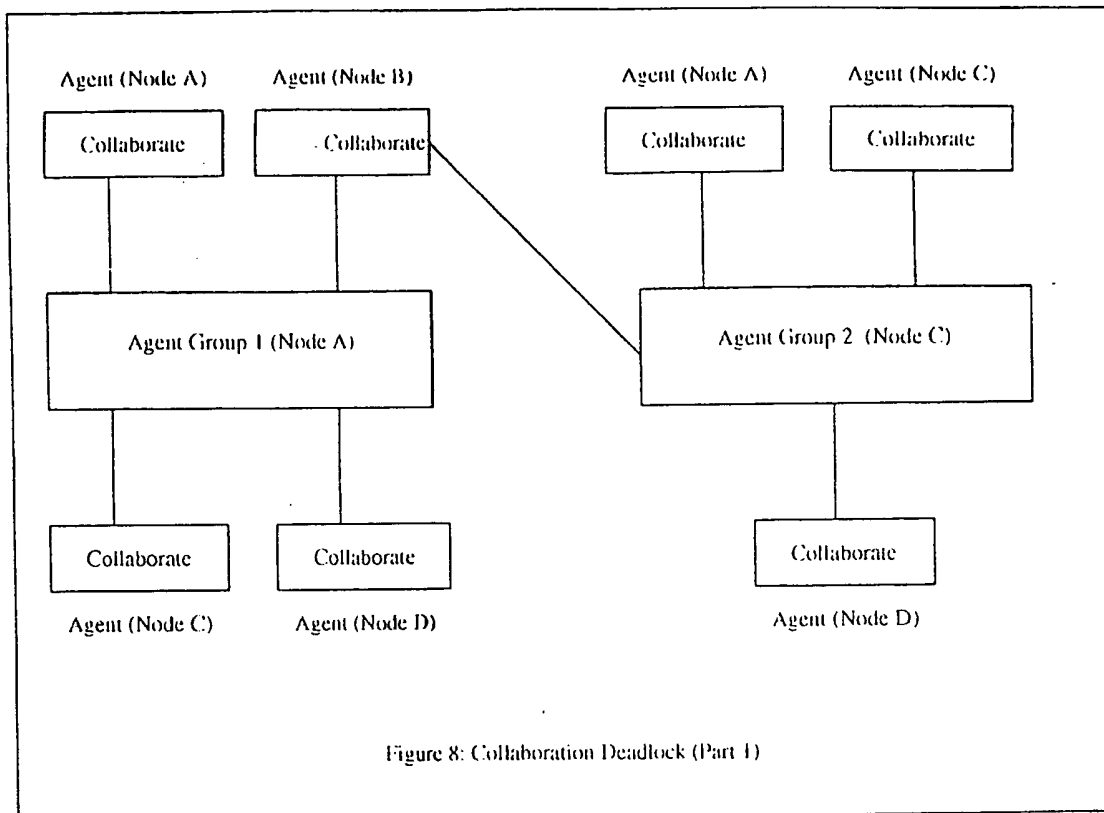 Agent (Node A) Agent (Node B) Agent (Node A) Agent (Node C)
Collaborate Collaborate Collaborate Collaborate
Agent Group 1 (Node A) Agent Group 2 (Node C)
Collaborate Collaborate Collaborate
Agent (Node C) Agent (Node D) Agent (Node D)
Figure 8: Collaboration Deadlock (Part 1)